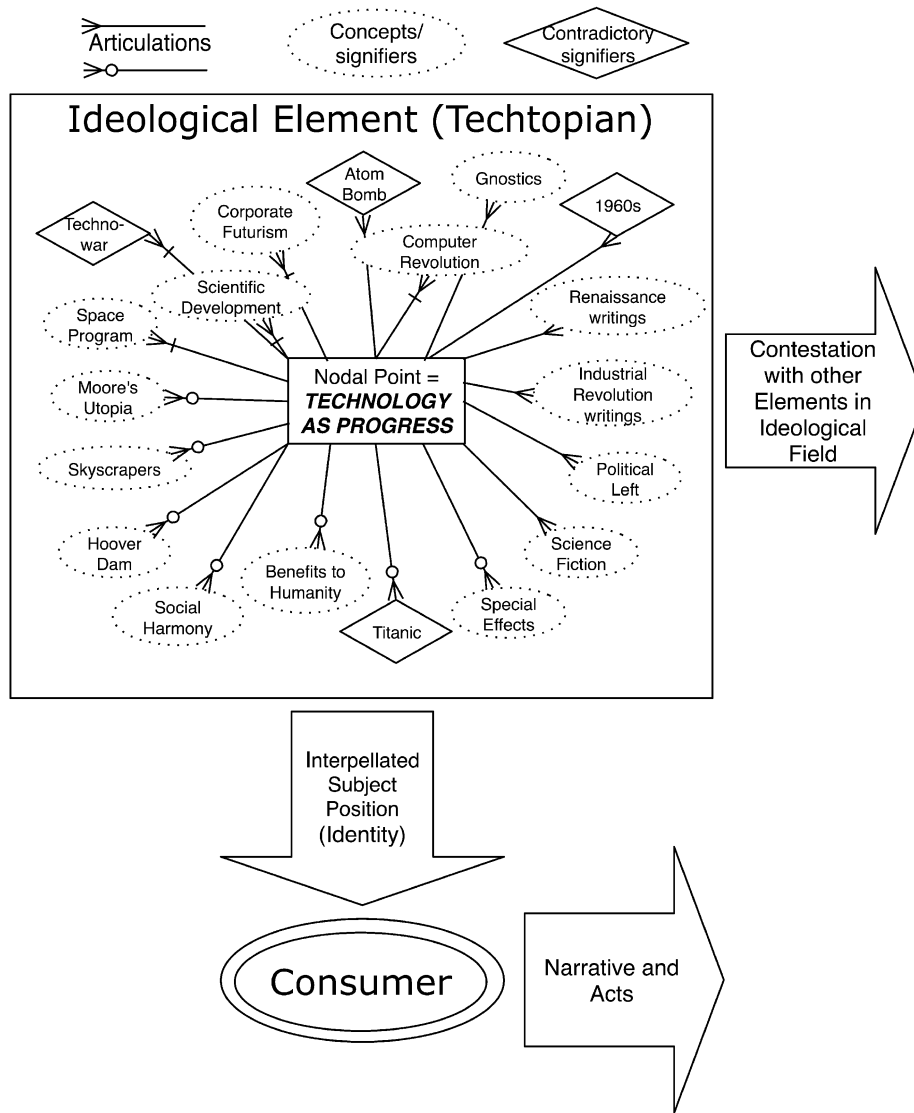 Articulations
Concepts/
signifiers
Contradictory
signifiers
Ideological Element (Techtopian)
Atom
Bomb
Gnostics
1960s
Techno-
war
Corporate
Futurism
Computer
Revolution
Scientific
Development
Renaissance
writings
Space
Program
Nodal Point =
TECHNOLOGY
AS PROGRESS
Industrial
Revolution
writings
Moore's
Utopia
Skyscrapers
Political
Left
Hoover
Dam
Science
Fiction
Benefits to
Humanity
Social
Harmony
Special
Effects
Titanic
Contestation
with other
Elements in
Ideological
Field
Interpellated
Subject
Position
(Identity)
Consumer
Narrative and
Acts